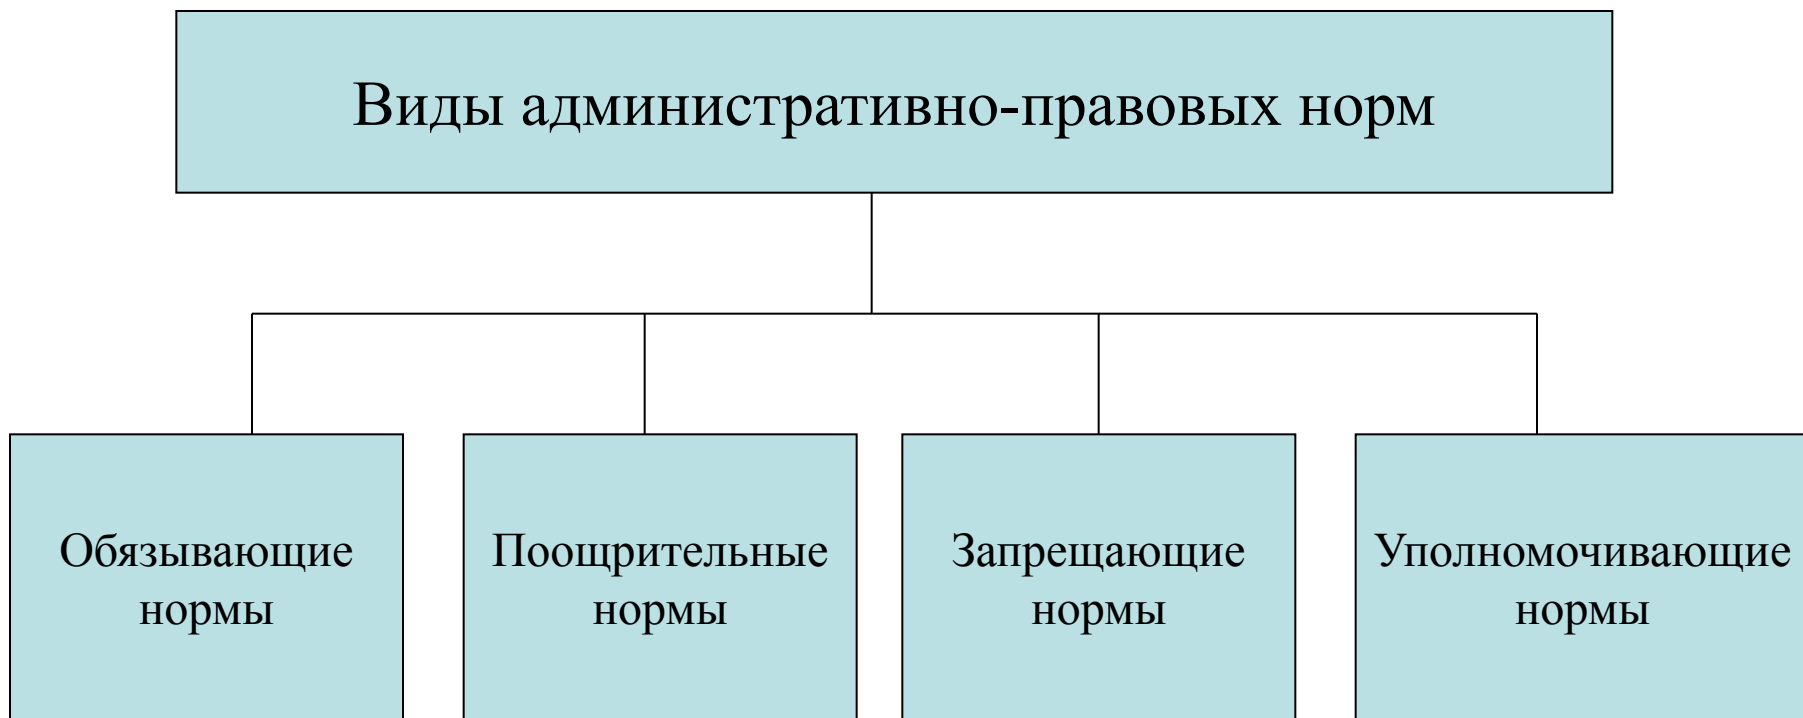 Виды административно-правовых норм
Обязывающие
нормы
Поощрительные
нормы
Запрещающие
нормы
Уполномочивающие
нормы